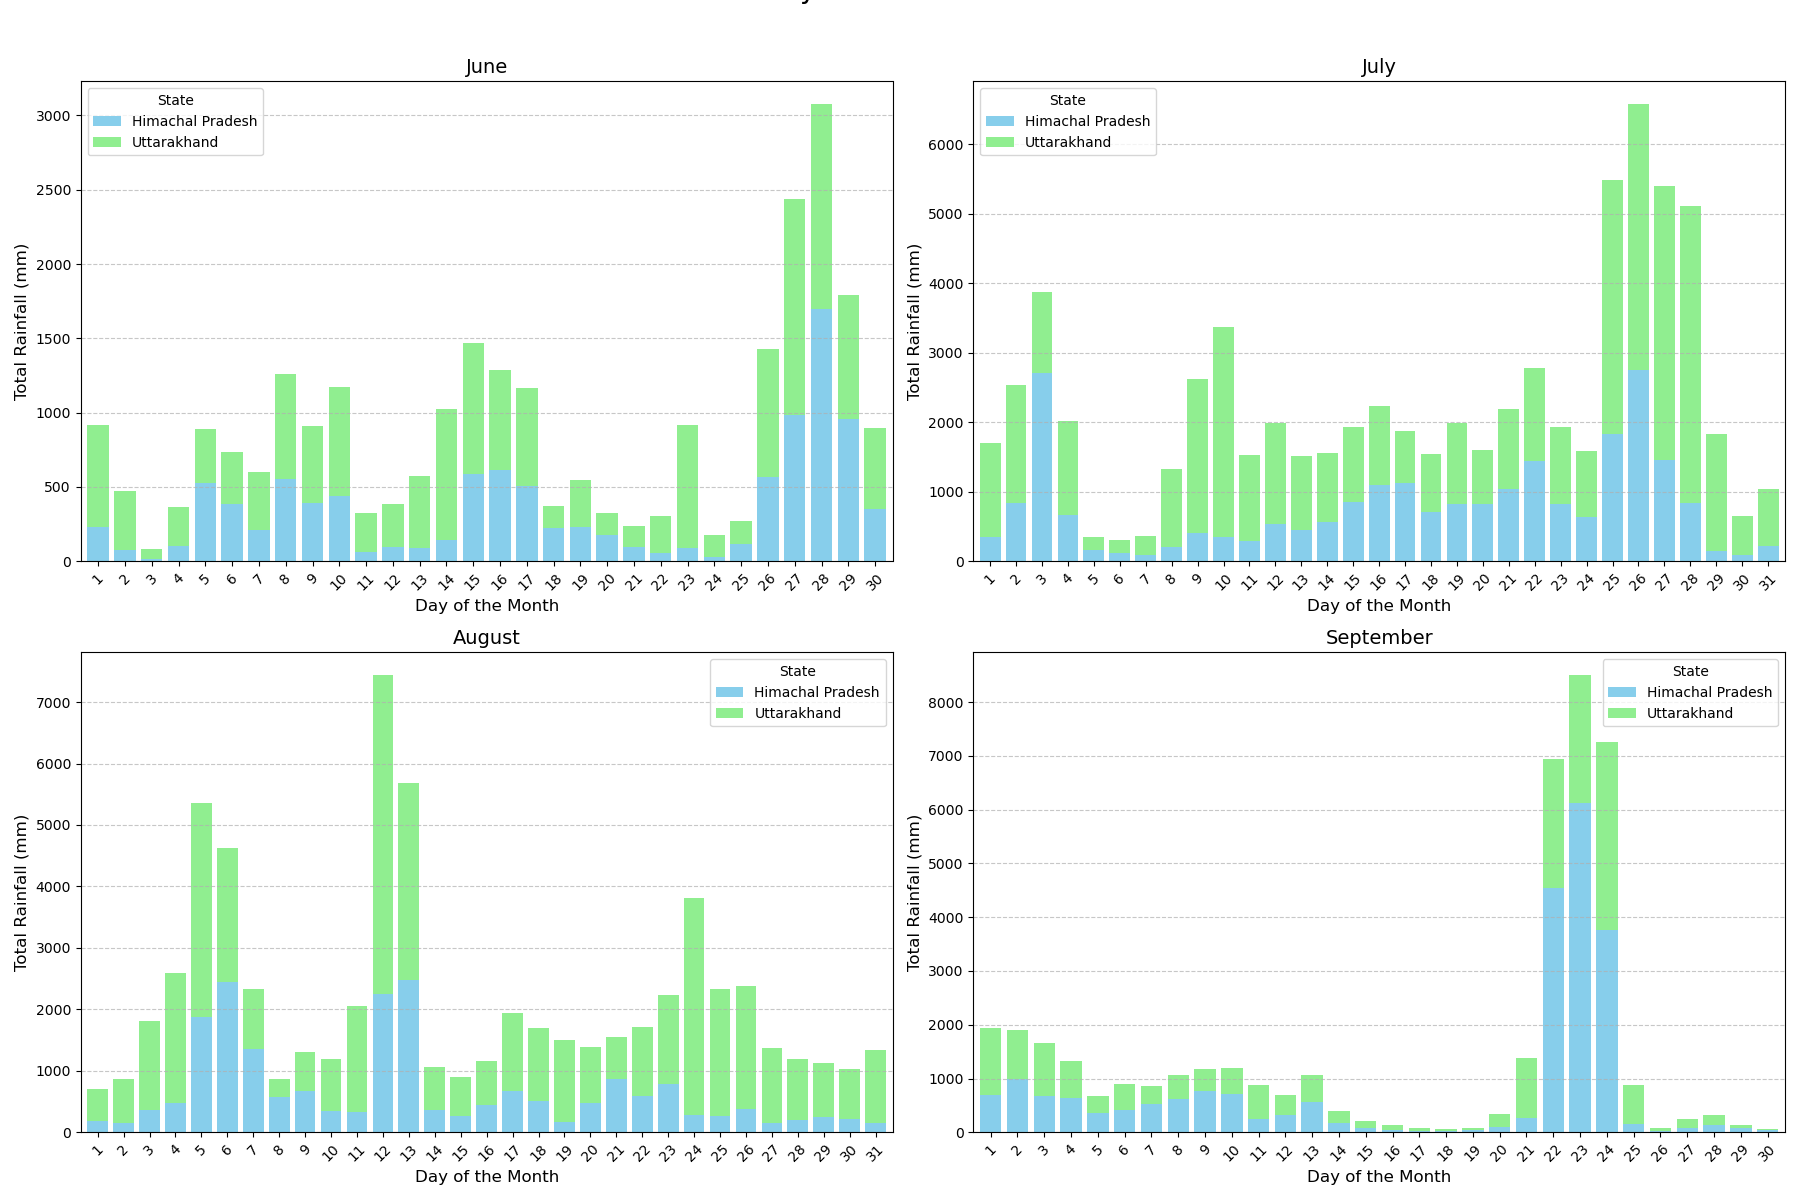 June
State
Himachal Pradesh
Uttarakhand
Total Rainfall (mm)
3000
2500
2000
1500
1000
500
0
1 2 3 4 5 6 7 8 9 10 11 12 13 14 15 16 17 18 19 20 21 22 23 24 25 26 27 28 29 30
Day of the Month
July
State
Himachal Pradesh
Uttarakhand
Total Rainfall (mm)
6000
5000
4000
3000
2000
1000
0
1 2 3 4 5 6 7 8 9 10 11 12 13 14 15 16 17 18 19 20 21 22 23 24 25 26 27 28 29 30 31
Day of the Month
August
State
Himachal Pradesh
Uttarakhand
Total Rainfall (mm)
7000
6000
5000
4000
3000
2000
1000
0
1 2 3 4 5 6 7 8 9 10 11 12 13 14 15 16 17 18 19 20 21 22 23 24 25 26 27 28 29 30 31
Day of the Month
September
State
Himachal Pradesh
Uttarakhand
Total Rainfall (mm)
8000
7000
6000
5000
4000
3000
2000
1000
0
1 2 3 4 5 6 7 8 9 10 11 12 13 14 15 16 17 18 19 20 21 22 23 24 25 26 27 28 29 30
Day of the Month